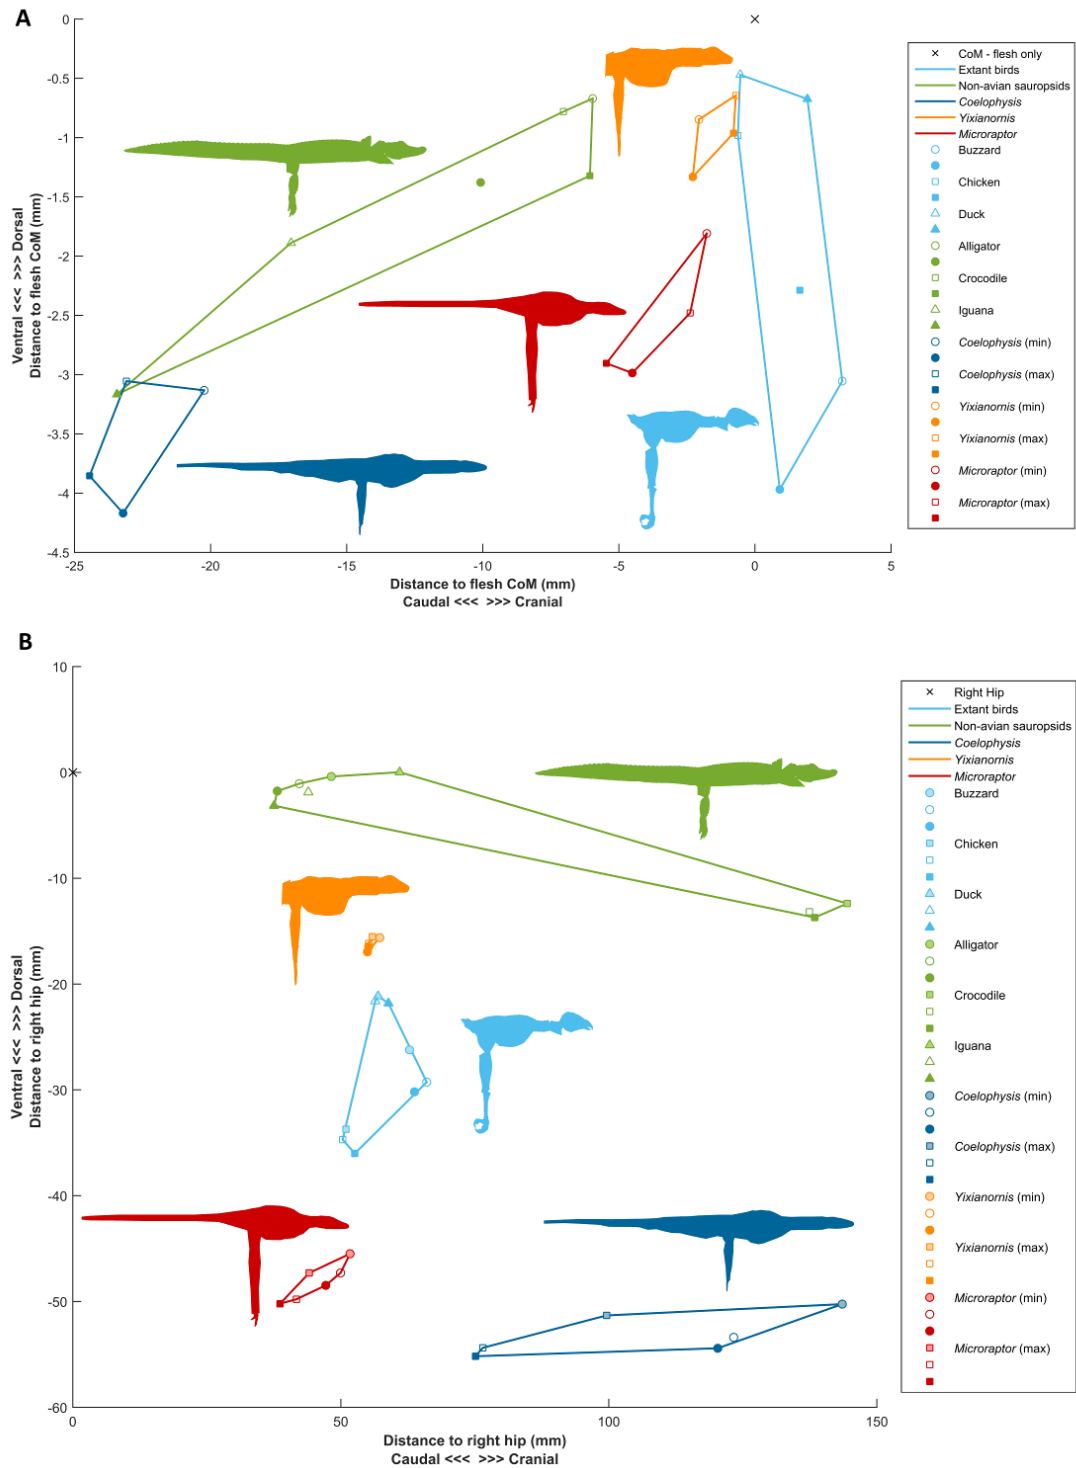 A
0
-0.5
-1
-1.5
-2
-2.5
-3
-3.5
-4
-4.5
Ventral <<< >>> Dorsal
Distance to flesh CoM (mm)
-25
-20
-15
-10
-5
0
5
Distance to flesh CoM (mm)
Caudal <<< >>> Cranial
CoM - flesh only
Extant birds
Non-avian sauropsids
Coelophysis
Yixianornis
Microraptor
Buzzard
Chicken
Duck
Alligator
Crocodile
Iguana
Coelophysis (min)
Coelophysis (max)
Yixianornis (min)
Yixianornis (max)
Microraptor (min)
Microraptor (max)
B
10
0
-10
-20
-30
-40
-50
-60
Ventral <<< >>> Dorsal
Distance to right hip (mm)
0
50
100
150
Distance to right hip (mm)
Caudal <<< >>> Cranial
Right Hip
Extant birds
Non-avian sauropsids
Coelophysis
Yixianornis
Microraptor
Buzzard
Chicken
Duck
Alligator
Crocodile
Iguana
Coelophysis (min)
Coelophysis (max)
Yixianornis (min)
Yixianornis (max)
Microraptor (min)
Microraptor (max)